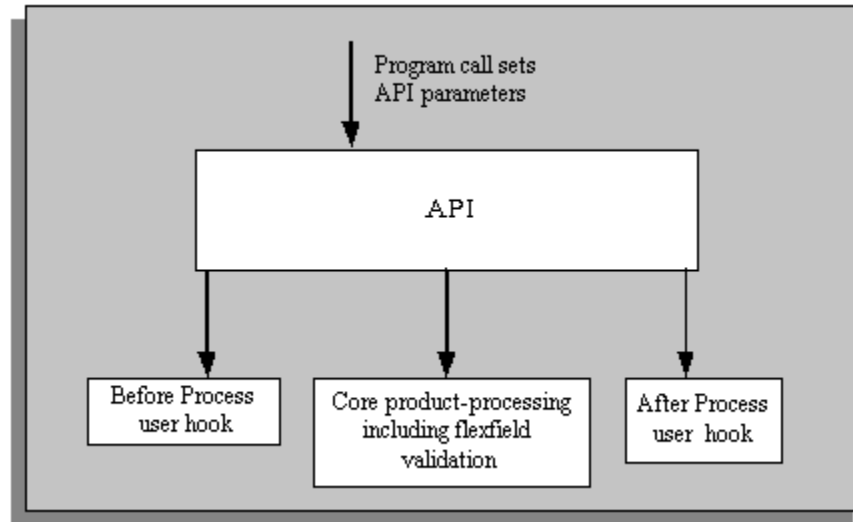 Program call sets
API parameters
API
Before Process
user hook
Core product-processing
including flexfield
validation
After Process
user hook